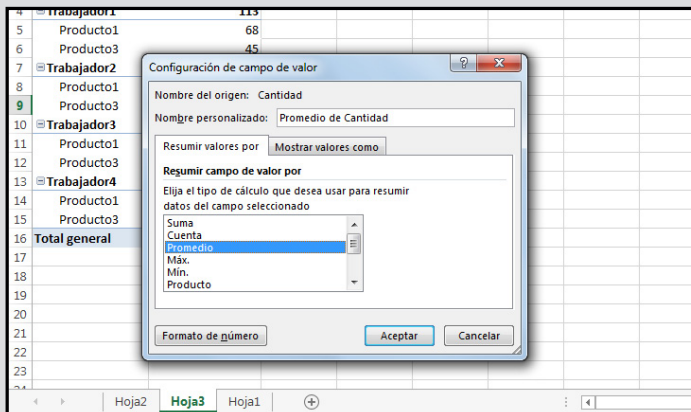 4 Trabajador1 113
5 Producto1 68
6 Producto3 45
7 Trabajador2
8 Producto1
9 Producto3
10 Trabajador3
11 Producto1
12 Producto3
13 Trabajador4
14 Producto1
15 Producto3
16 Total general
17
18
19
20
21
22
23
24
Configuración de campo de valor
Nombre del origen: Cantidad
Nombre personalizado: Promedio de Cantidad
Resumir valores por Mostrar valores como
Resumir campo de valor por
Elija el tipo de cálculo que desea usar para resumir
datos del campo seleccionado
Suma
Cuenta
Promedio
Máx.
Mín.
Producto
Formato de número Aceptar Cancelar
Hoja2 Hoja3 Hoja1